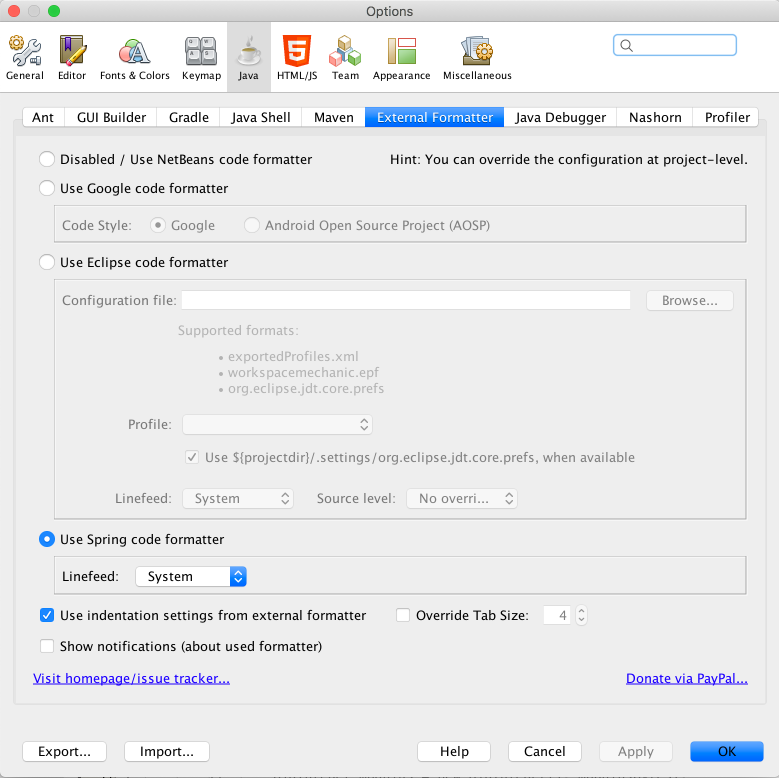 Options
General Editor Fonts & Colors Keymap Java HTML/JS Team Appearance Miscellaneous
Ant GUI Builder Gradle Java Shell Maven External Formatter Java Debugger Nashorn Profiler
Disabled / Use NetBeans code formatter Hint: You can override the configuration at project-level.
Use Google code formatter
Code Style: Google Android Open Source Project (AOSP)
Use Eclipse code formatter
Configuration file: Browse...
Supported formats:
• exportedProfiles.xml
• workspacemechanic.epf
• org.eclipse.jdt.core.prefs
Profile:
Use ${projectdir}/.settings/org.eclipse.jdt.core.prefs, when available
Linefeed: System Source level: No overri...
Use Spring code formatter
Linefeed: System
Use indentation settings from external formatter Override Tab Size: 4
Show notifications (about used formatter)
Visit homepage/issue tracker... Donate via PayPal...
Export... Import... Help Cancel Apply OK